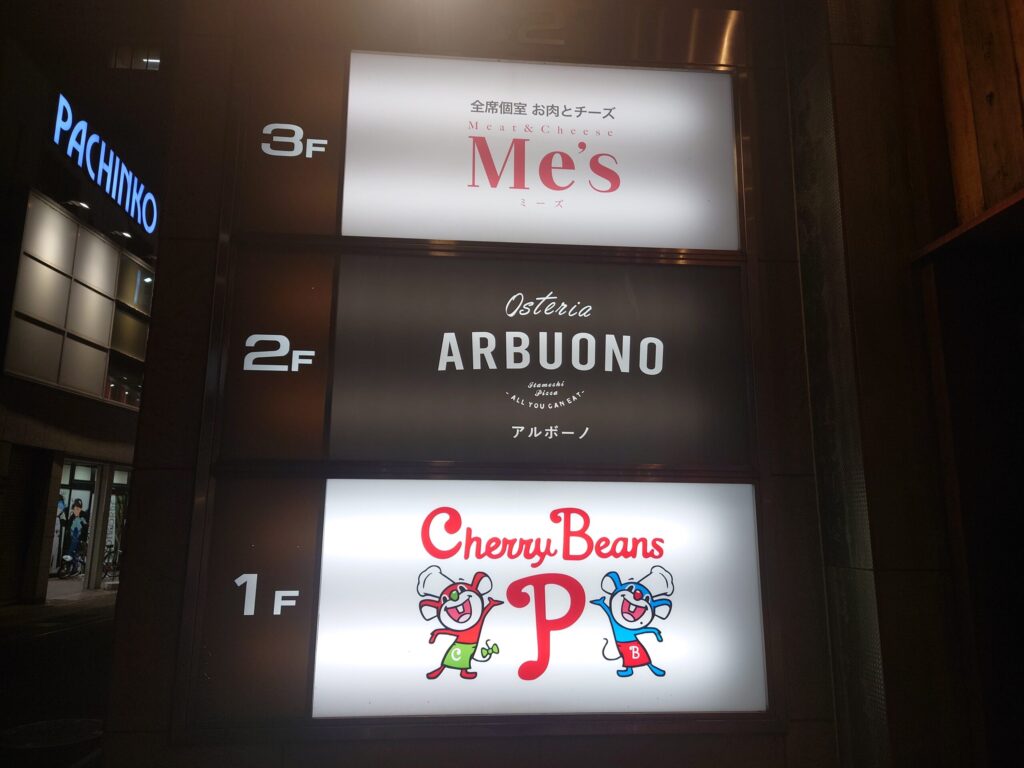 PACHINKO
3F
全席個室 お肉とチーズ
Meat&Cheese
Me's
ミーズ
2F
Osteria
ARBUONO
Itameshi
Pizza
-ALL YOU CAN EAT-
アルボーノ
1F
Cherry Beans
P
C
B